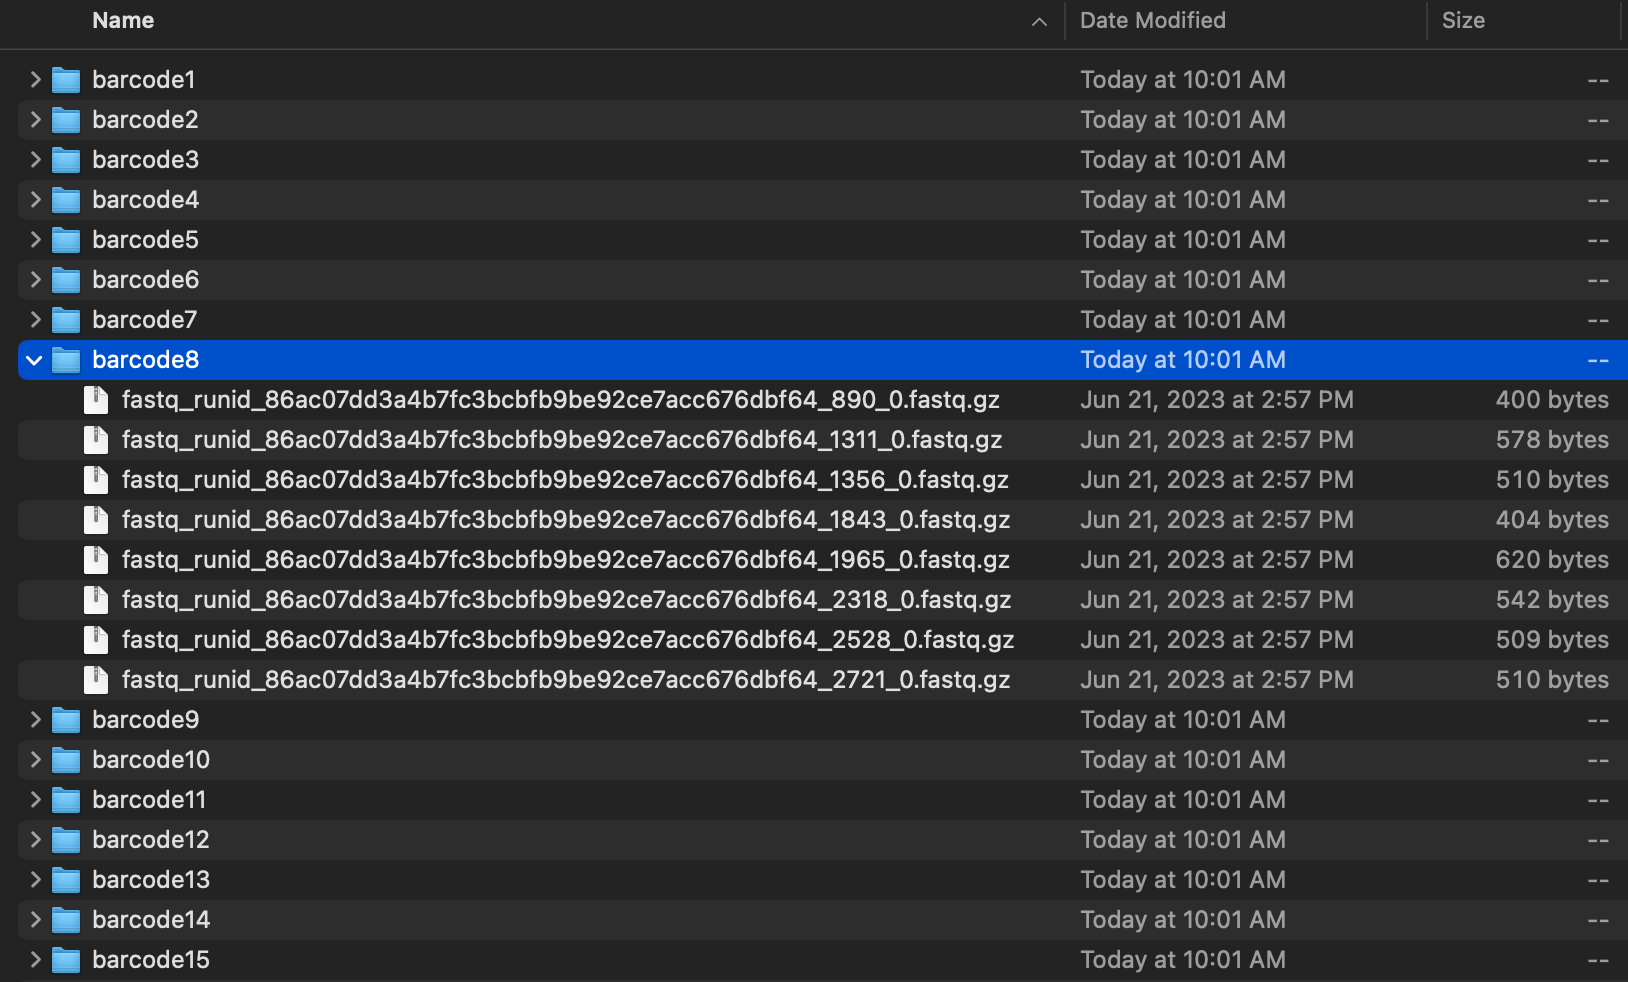 Name Date Modified Size
barcode1 Today at 10:01 AM --
barcode2 Today at 10:01 AM --
barcode3 Today at 10:01 AM --
barcode4 Today at 10:01 AM --
barcode5 Today at 10:01 AM --
barcode6 Today at 10:01 AM --
barcode7 Today at 10:01 AM --
barcode8 Today at 10:01 AM --
fastq_runid_86ac07dd3a4b7fc3bcbfb9be92ce7acc676dbf64_890_0.fastq.gz Jun 21, 2023 at 2:57 PM 400 bytes
fastq_runid_86ac07dd3a4b7fc3bcbfb9be92ce7acc676dbf64_1311_0.fastq.gz Jun 21, 2023 at 2:57 PM 578 bytes
fastq_runid_86ac07dd3a4b7fc3bcbfb9be92ce7acc676dbf64_1356_0.fastq.gz Jun 21, 2023 at 2:57 PM 510 bytes
fastq_runid_86ac07dd3a4b7fc3bcbfb9be92ce7acc676dbf64_1843_0.fastq.gz Jun 21, 2023 at 2:57 PM 404 bytes
fastq_runid_86ac07dd3a4b7fc3bcbfb9be92ce7acc676dbf64_1965_0.fastq.gz Jun 21, 2023 at 2:57 PM 620 bytes
fastq_runid_86ac07dd3a4b7fc3bcbfb9be92ce7acc676dbf64_2318_0.fastq.gz Jun 21, 2023 at 2:57 PM 542 bytes
fastq_runid_86ac07dd3a4b7fc3bcbfb9be92ce7acc676dbf64_2528_0.fastq.gz Jun 21, 2023 at 2:57 PM 509 bytes
fastq_runid_86ac07dd3a4b7fc3bcbfb9be92ce7acc676dbf64_2721_0.fastq.gz Jun 21, 2023 at 2:57 PM 510 bytes
barcode9 Today at 10:01 AM --
barcode10 Today at 10:01 AM --
barcode11 Today at 10:01 AM --
barcode12 Today at 10:01 AM --
barcode13 Today at 10:01 AM --
barcode14 Today at 10:01 AM --
barcode15 Today at 10:01 AM --